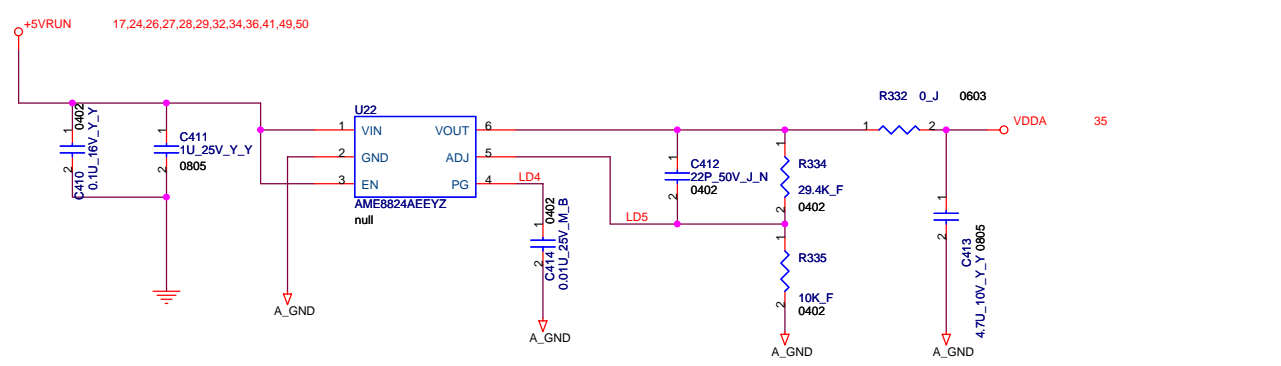 +5VRUN 17,24,26,27,28,29,32,34,36,41,49,50
R332 0_J 0603
VDDA 35
1 2
C410
0.1U_16V_Y_Y
0402
1
2
C411
1U_25V_Y_Y
0805
1
2
U22
1 VIN VOUT 6
2 GND ADJ 5
3 EN PG 4
AME8824AEEYZ
null
A_GND
LD4
LD5
C414
0.01U_25V_M_B
0402
1
2
A_GND
C412
22P_50V_J_N
0402
1
2
R334
29.4K_F
0402
1
2
R335
10K_F
0402
1
2
A_GND
C413
4.7U_10V_Y_Y 0805
1
2
A_GND